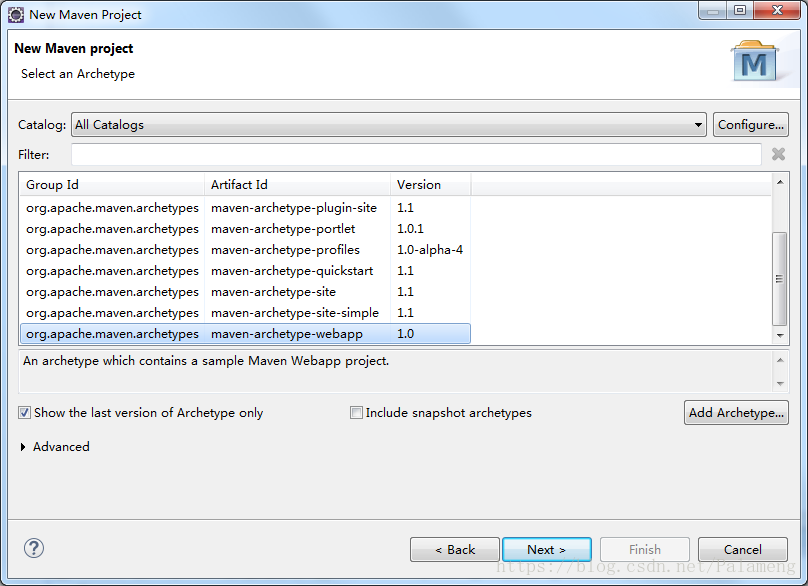 New Maven Project
New Maven project
Select an Archetype
M
Catalog: All Catalogs Configure...
Filter:
Group Id Artifact Id Version
org.apache.maven.archetypes maven-archetype-plugin-site 1.1
org.apache.maven.archetypes maven-archetype-portlet 1.0.1
org.apache.maven.archetypes maven-archetype-profiles 1.0-alpha-4
org.apache.maven.archetypes maven-archetype-quickstart 1.1
org.apache.maven.archetypes maven-archetype-site 1.1
org.apache.maven.archetypes maven-archetype-site-simple 1.1
org.apache.maven.archetypes maven-archetype-webapp 1.0
An archetype which contains a sample Maven Webapp project.
Show the last version of Archetype only Include snapshot archetypes Add Archetype...
Advanced
? < Back Next > Finish Cancel
https://blog.csdn.net/Palameng